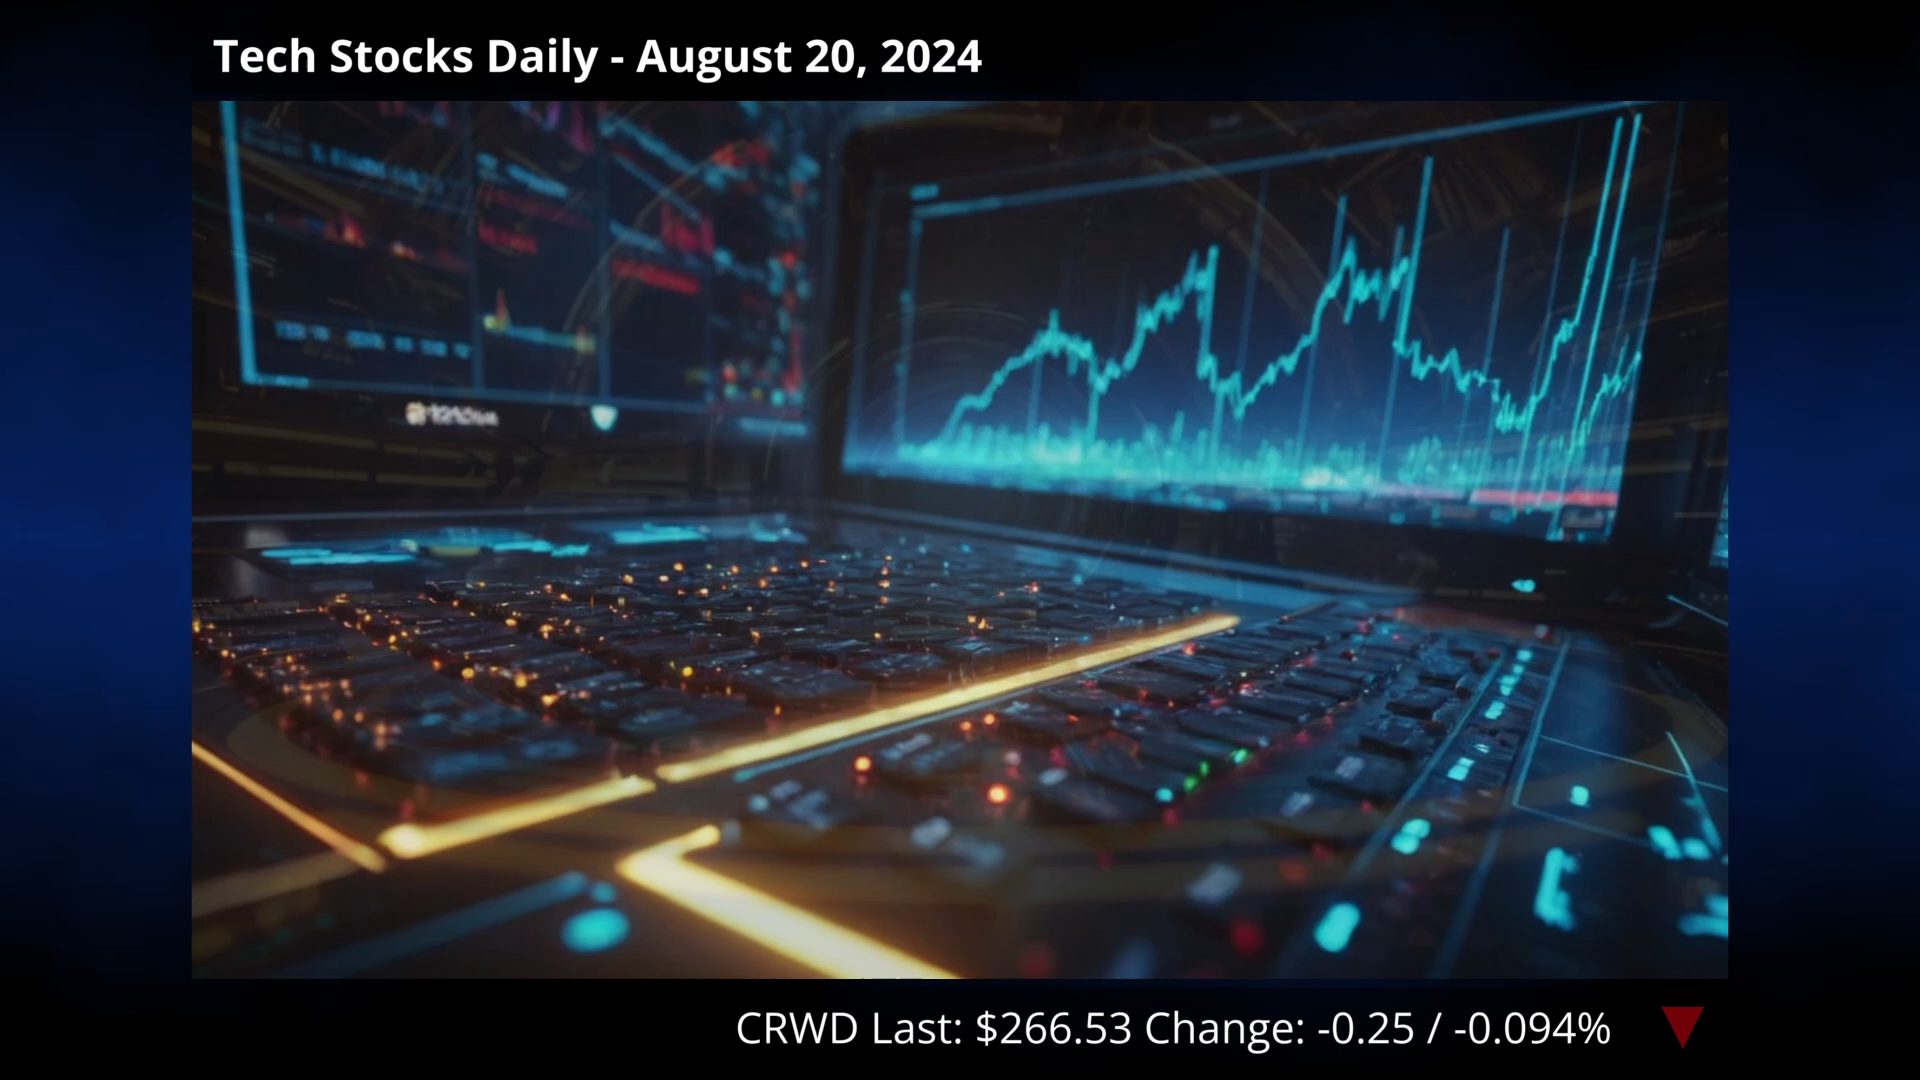 Tech Stocks Daily - August 20, 2024
CRWD Last: $266.53 Change: -0.25 / -0.094%